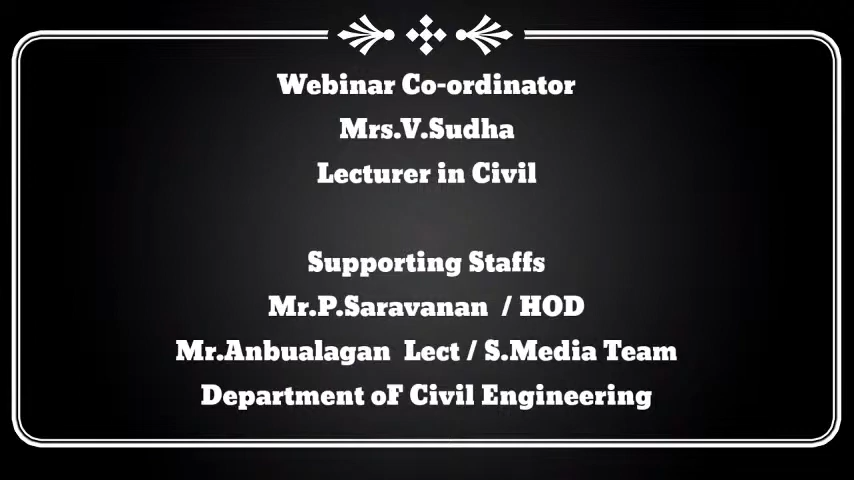 Webinar Co-ordinator
Mrs.V.Sudha
Lecturer in Civil
Supporting Staffs
Mr.P.Saravanan / HOD
Mr.Anbualagan Lect / S.Media Team
Department oF Civil Engineering